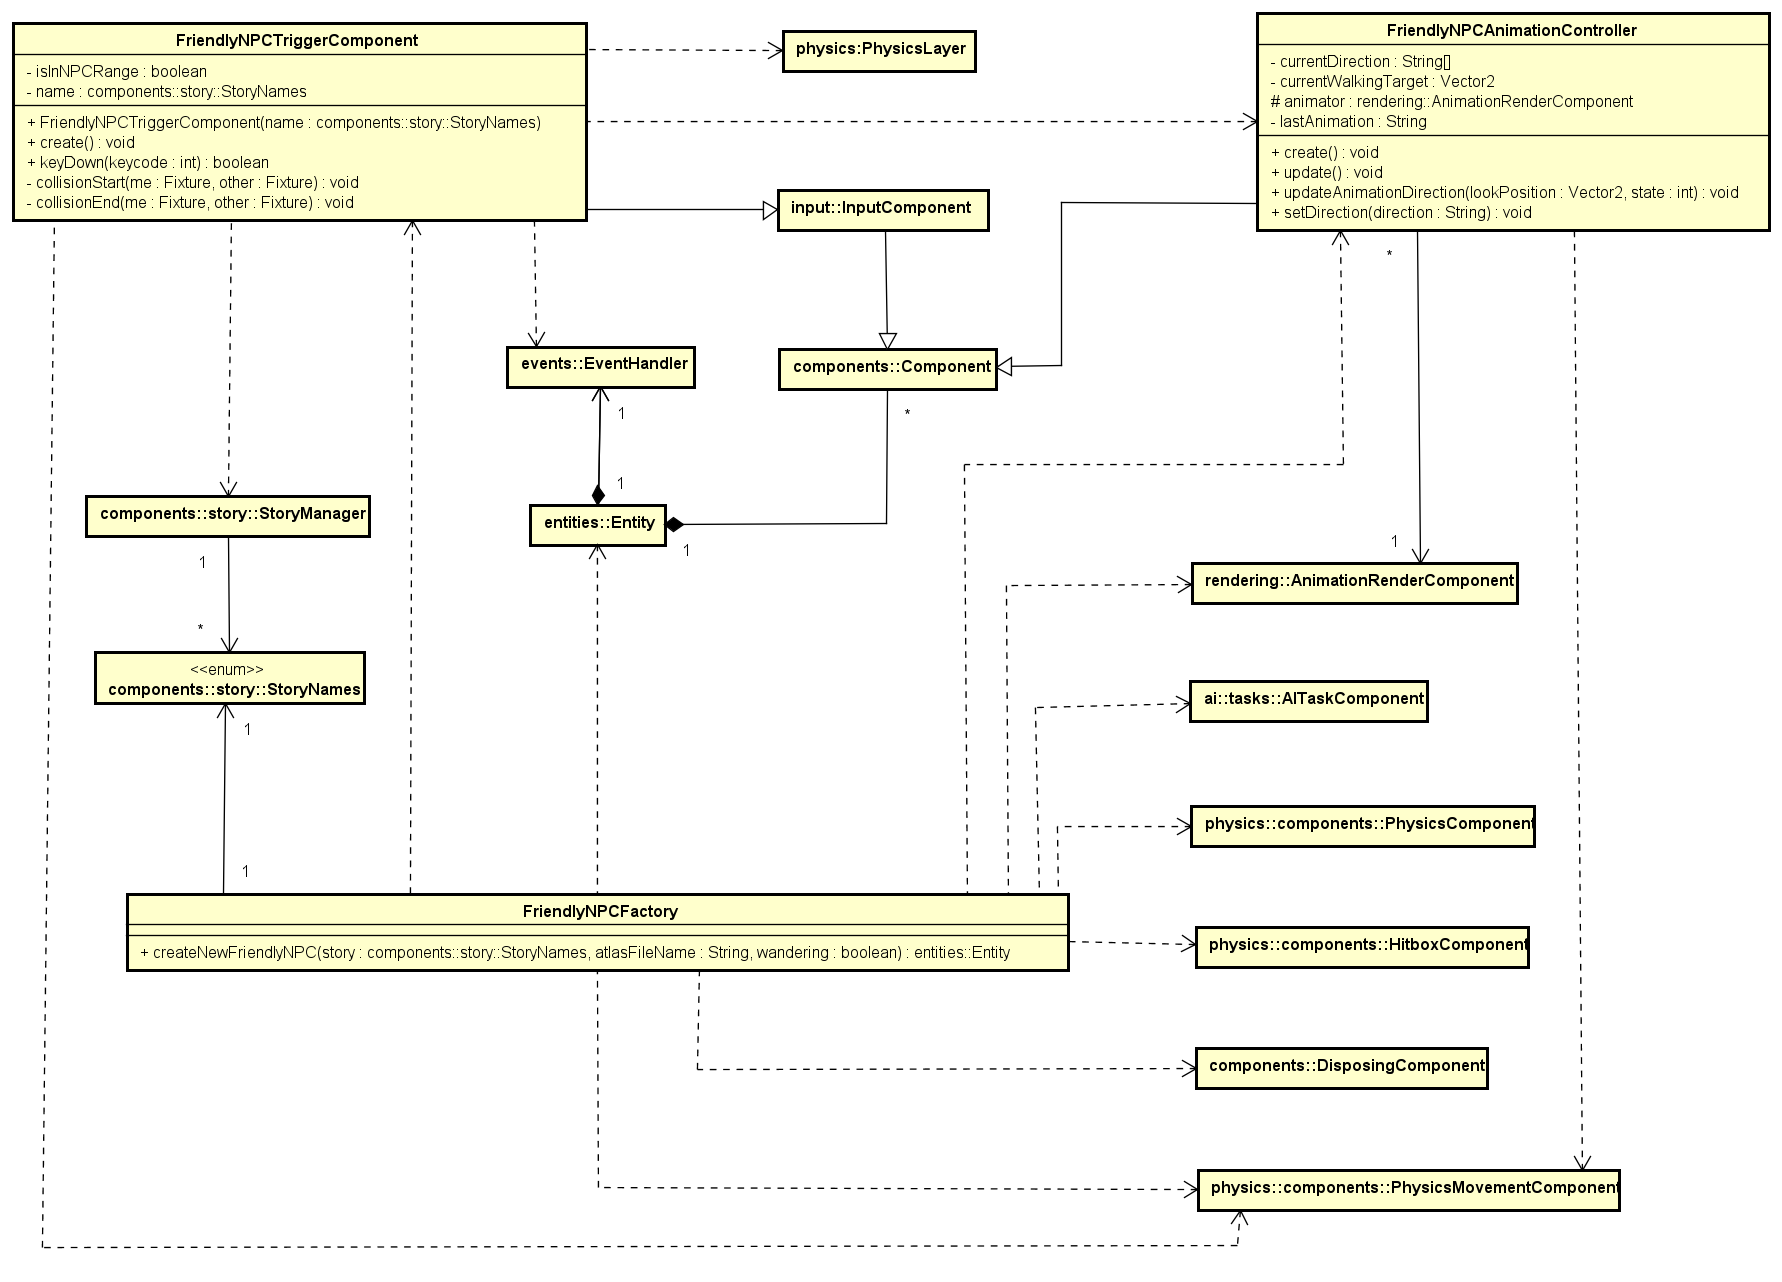 FriendlyNPCTriggerComponent
- isInNPCRange : boolean
- name : components::story::StoryNames
+ FriendlyNPCTriggerComponent(name : components::story::StoryNames)
+ create() : void
+ keyDown(keycode : int) : boolean
- collisionStart(me : Fixture, other : Fixture) : void
- collisionEnd(me : Fixture, other : Fixture) : void
physics:PhysicsLayer
FriendlyNPCAnimationController
- currentDirection : String[]
- currentWalkingTarget : Vector2
# animator : rendering::AnimationRenderComponent
- lastAnimation : String
+ create() : void
+ update() : void
+ updateAnimationDirection(lookPosition : Vector2, state : int) : void
+ setDirection(direction : String) : void
input::InputComponent
*
events::EventHandler
components::Component
1
*
1
entities::Entity
1
components::story::StoryManager
1
*
1
rendering::AnimationRenderComponent
<<enum>>
components::story::StoryNames
1
1
ai::tasks::AITaskComponent
physics::components::PhysicsComponent
FriendlyNPCFactory
+ createNewFriendlyNPC(story : components::story::StoryNames, atlasFileName : String, wandering : boolean) : entities::Entity
physics::components::HitboxComponent
components::DisposingComponent
physics::components::PhysicsMovementComponent